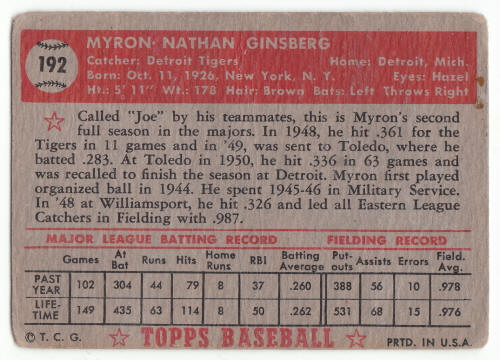 192
MYRON NATHAN GINSBERG
Catcher: Detroit Tigers Home: Detroit, Mich.
Born: Oct. 11, 1926, New York, N. Y. Eyes: Hazel
Ht.: 5' 11" Wt.: 178 Hair: Brown Bats: Left Throws Right
Called "Joe" by his teammates, this is Myron's second
full season in the majors. In 1948, he hit .361 for the
Tigers in 11 games and in '49, was sent to Toledo, where he
batted .283. At Toledo in 1950, he hit .336 in 63 games and
was recalled to finish the season at Detroit. Myron first played
organized ball in 1944. He spent 1945-46 in Military Service.
In '48 at Williamsport, he hit .326 and led all Eastern League
Catchers in Fielding with .987.
MAJOR LEAGUE BATTING RECORD FIELDING RECORD
Games At Bat Runs Hits Home Runs RBI Batting Average Put-outs Assists Errors Field. Avg.
PAST YEAR 102 304 44 79 8 37 .260 388 56 10 .978
LIFE-TIME 149 435 63 114 8 50 .262 531 68 15 .976
© T. C. G. TOPPS BASEBALL PRTD. IN U.S.A.